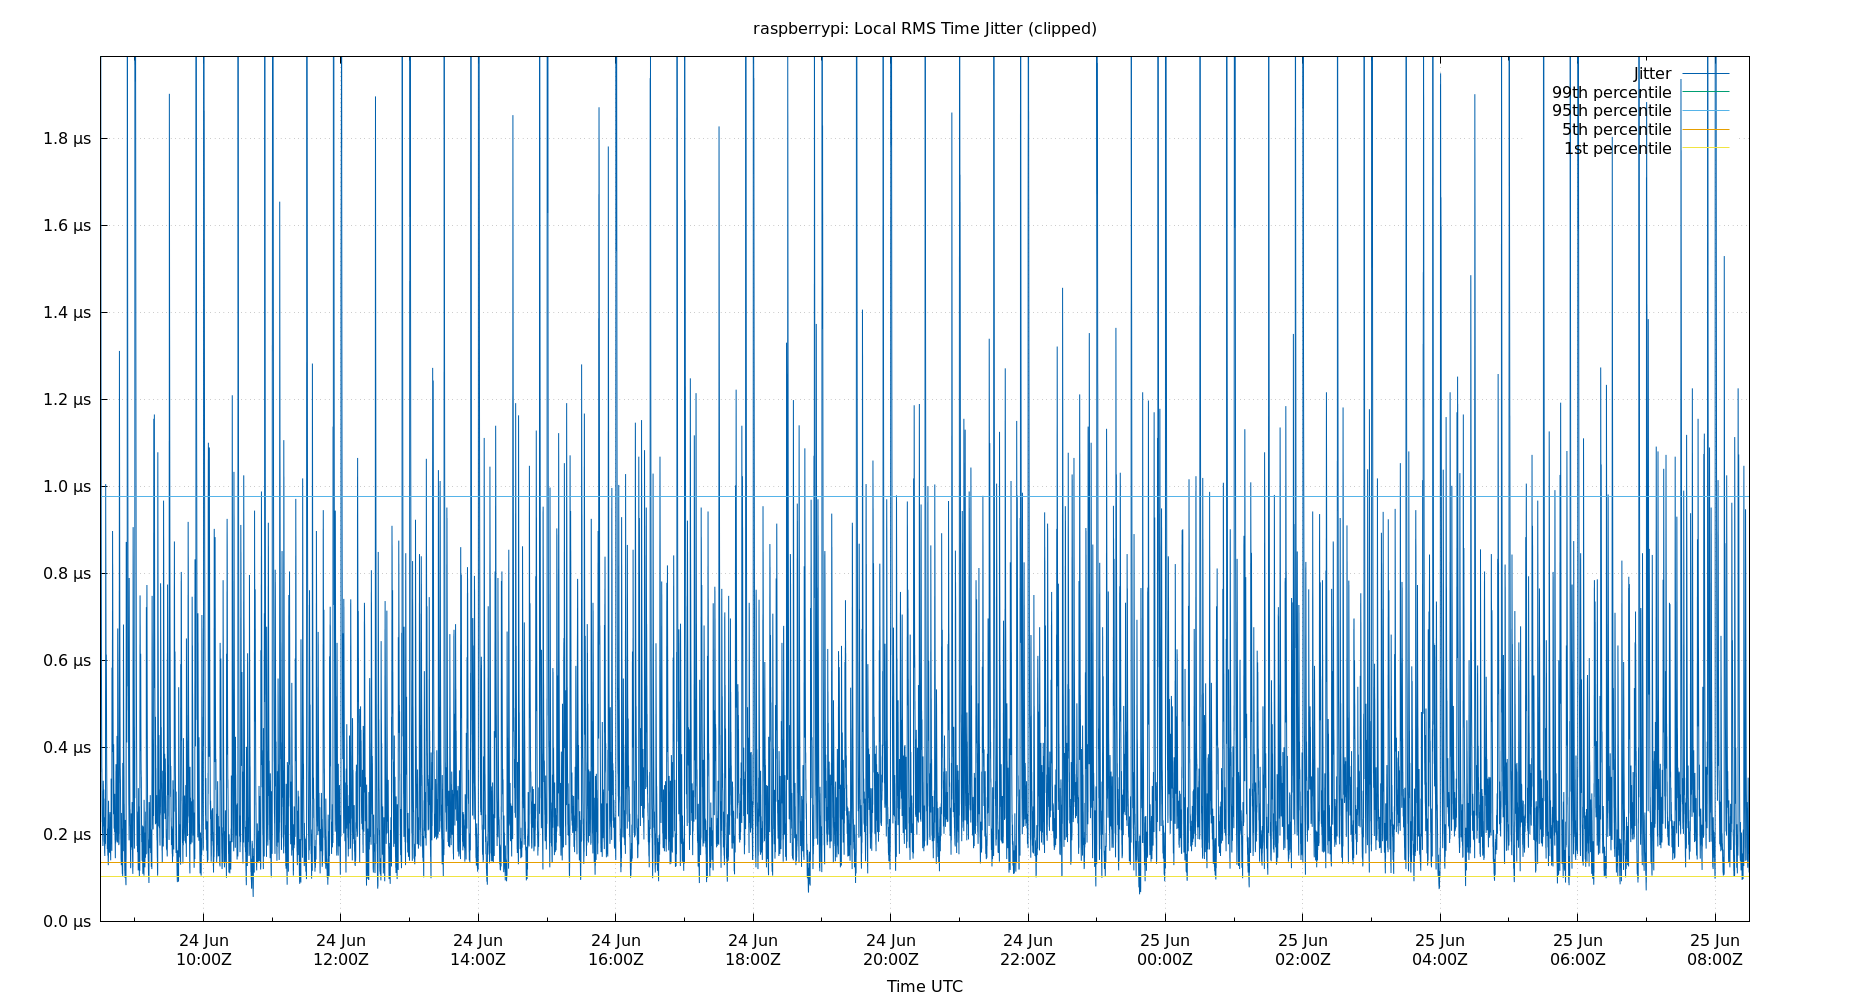 raspberrypi: Local RMS Time Jitter (clipped)
Jitter
99th percentile
95th percentile
5th percentile
1st percentile
1.8 µs
1.6 µs
1.4 µs
1.2 µs
1.0 µs
0.8 µs
0.6 µs
0.4 µs
0.2 µs
0.0 µs
24 Jun 24 Jun 24 Jun 24 Jun 24 Jun 24 Jun 24 Jun 25 Jun 25 Jun 25 Jun 25 Jun 25 Jun
10:00Z 12:00Z 14:00Z 16:00Z 18:00Z 20:00Z 22:00Z 00:00Z 02:00Z 04:00Z 06:00Z 08:00Z
Time UTC